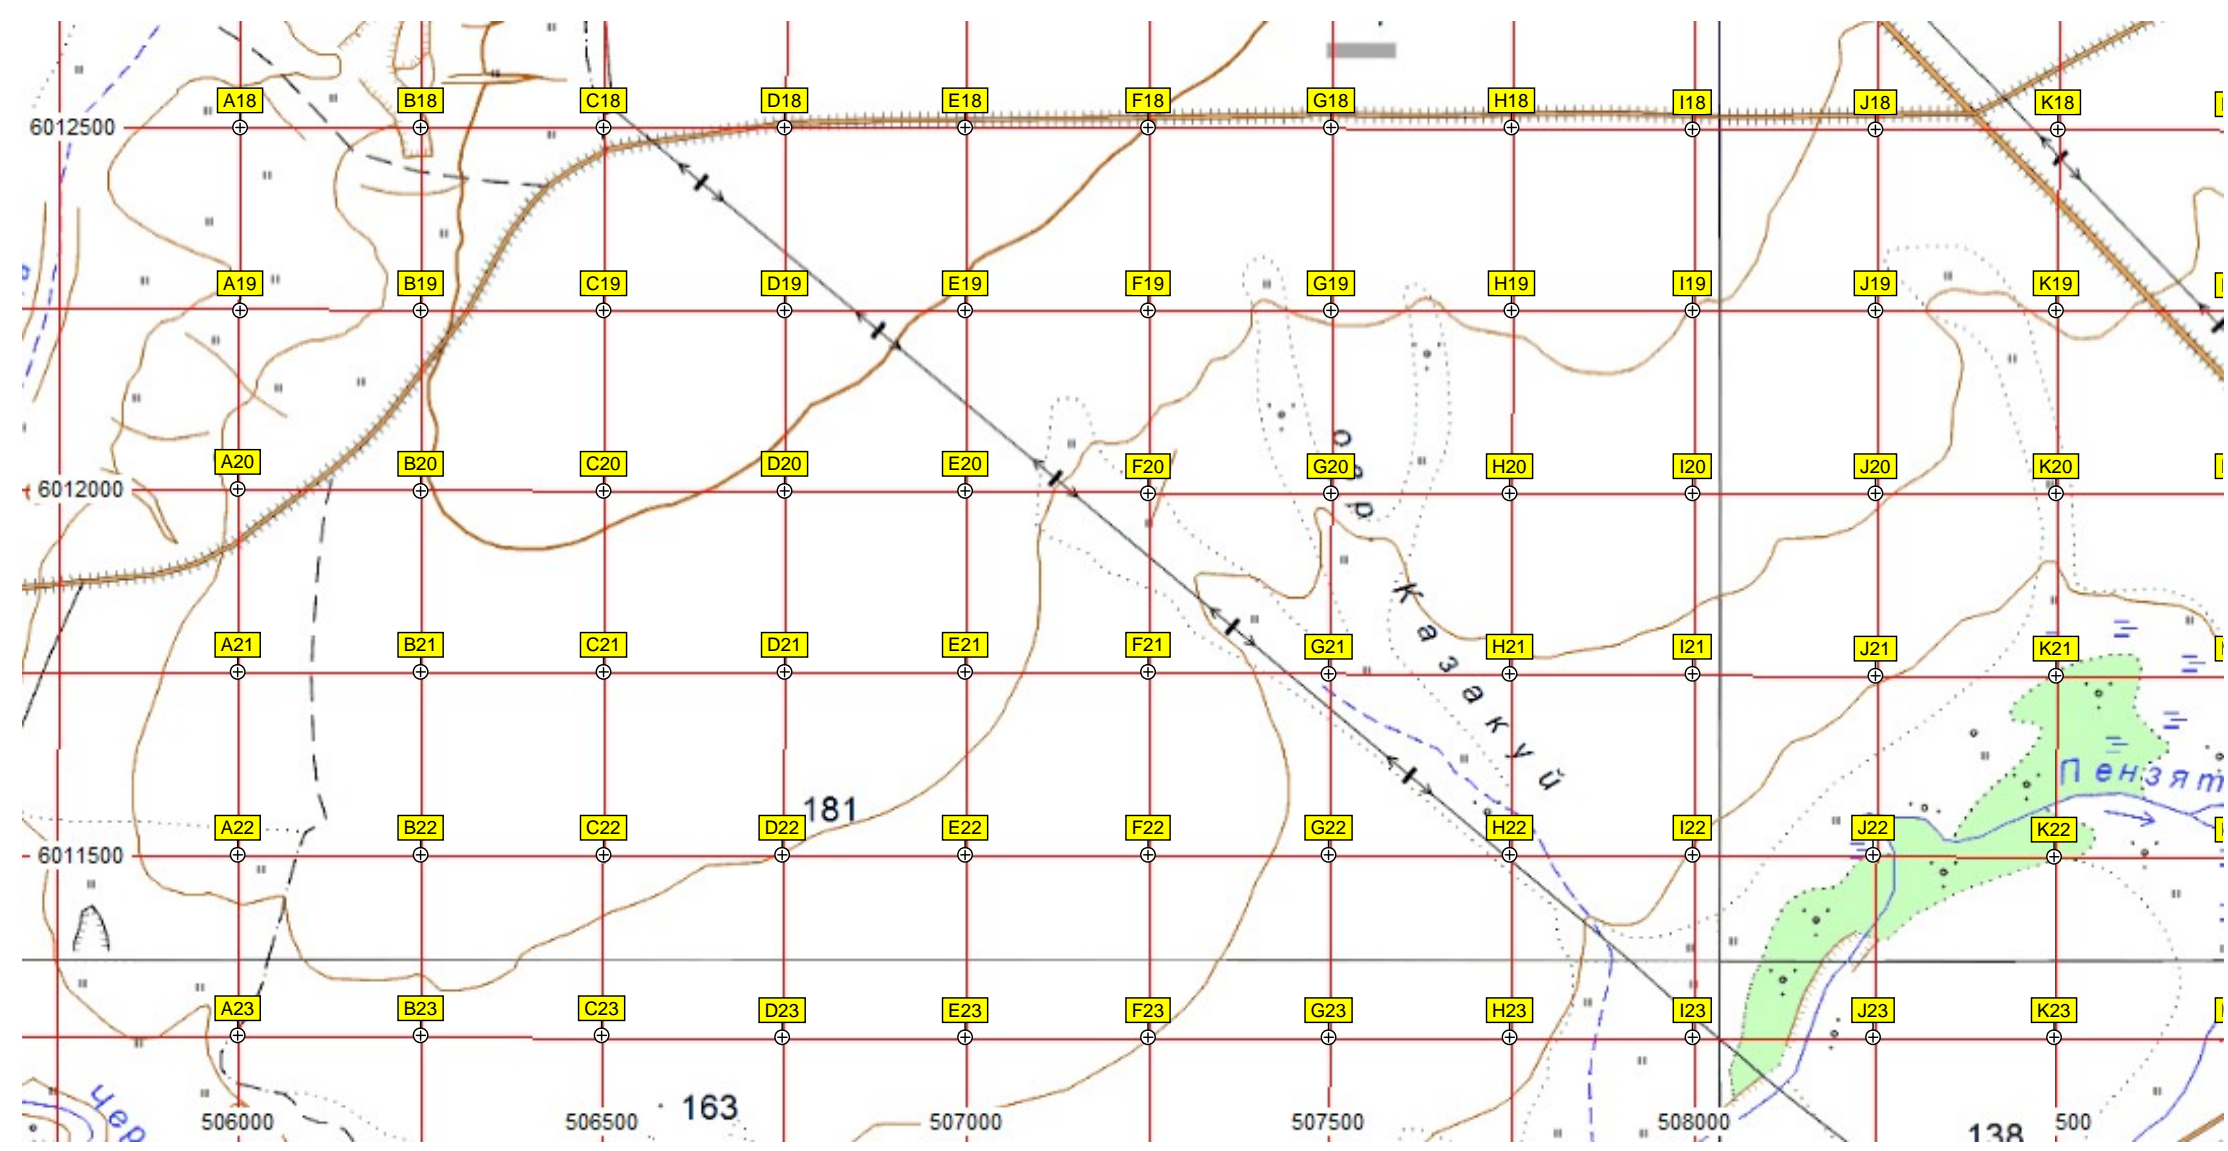 A18 B18 C18 D18 E18 F18 G18 H18 I18 J18 K18
6012500
A19 B19 C19 D19 E19 F19 G19 H19 I19 J19 K19
A20 B20 C20 D20 E20 F20 G20 H20 I20 J20 K20
6012000
овр Казакуй
A21 B21 C21 D21 E21 F21 G21 H21 I21 J21 K21
Пензят
181
A22 B22 C22 D22 E22 F22 G22 H22 I22 J22 K22
6011500
A23 B23 C23 D23 E23 F23 G23 H23 I23 J23 K23
Чер
163
506000 506500 507000 507500 508000 500
138